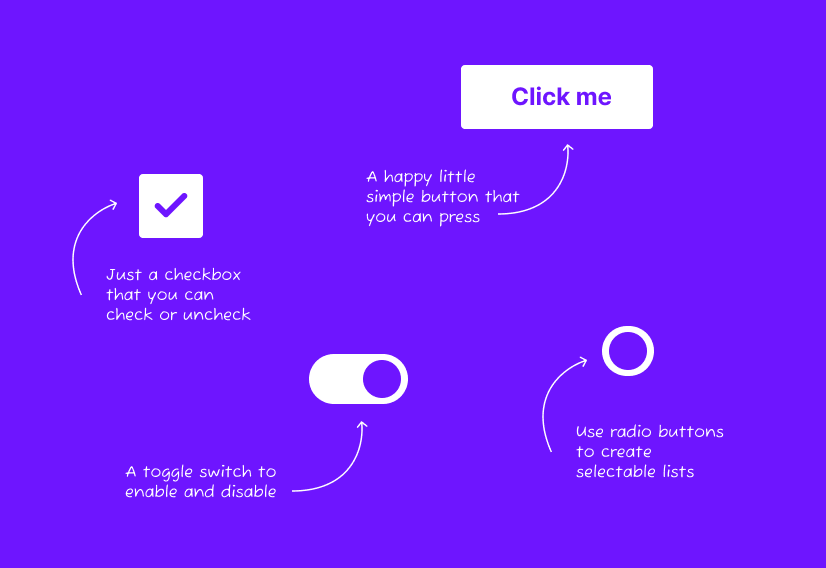 Click me
A happy little
simple button that
you can press
Just a checkbox
that you can
check or uncheck
Use radio buttons
to create
selectable lists
A toggle switch to
enable and disable